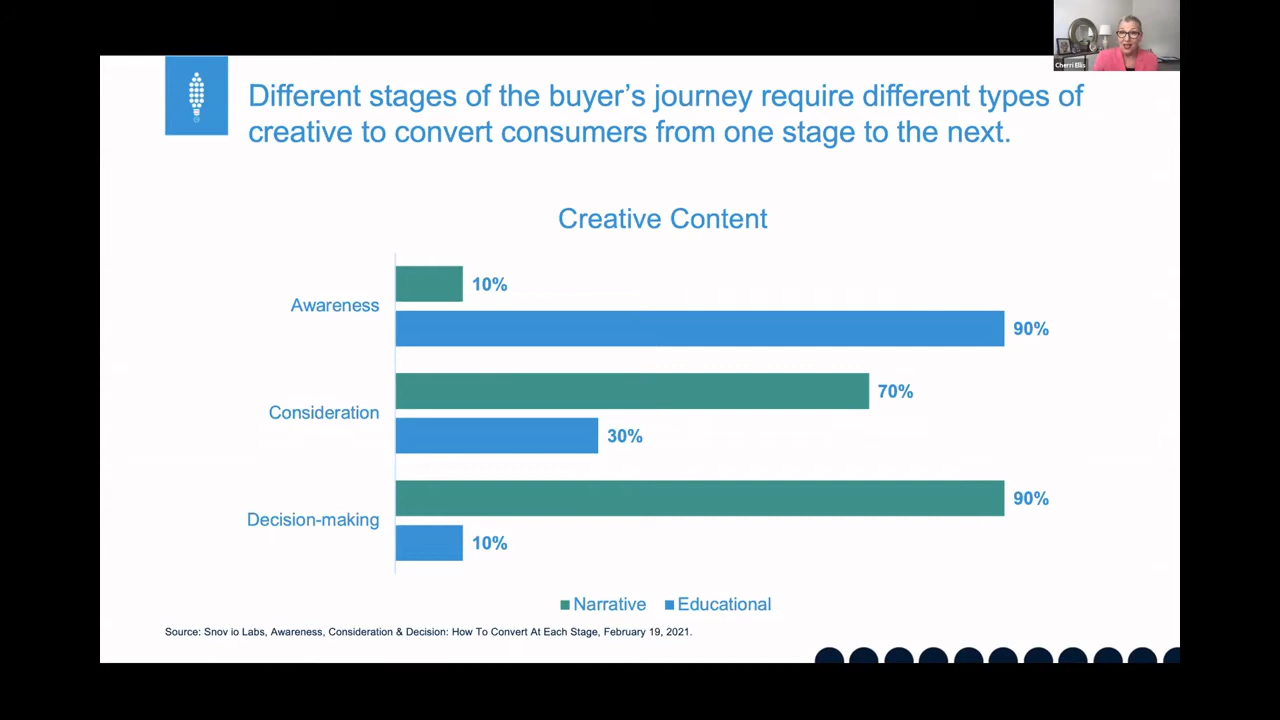 Cherri Ellis
Different stages of the buyer’s journey require different types of
creative to convert consumers from one stage to the next.
Creative Content
Awareness
10%
90%
Consideration
70%
30%
Decision-making
90%
10%
Narrative Educational
Source: Snov io Labs, Awareness, Consideration & Decision: How To Convert At Each Stage, February 19, 2021.